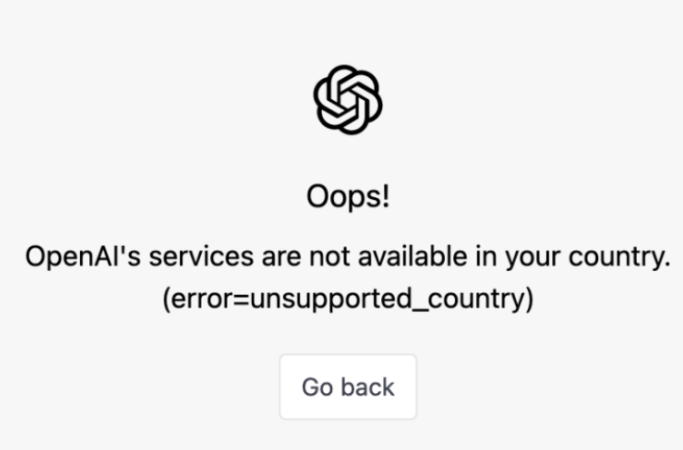 Oops!
OpenAI's services are not available in your country.
(error=unsupported_country)
Go back